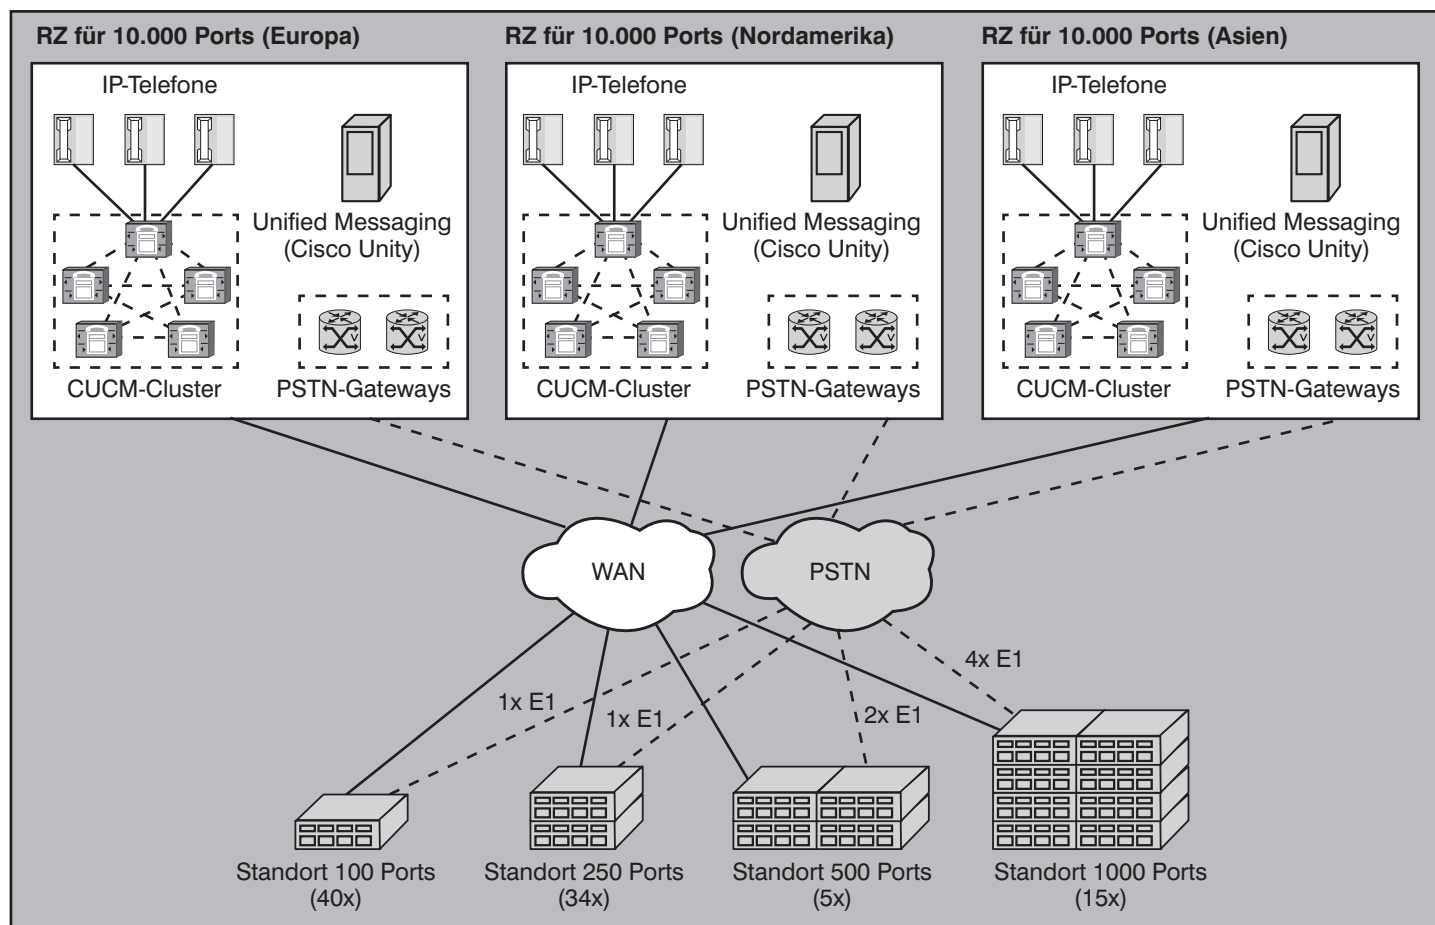 RZ für 10.000 Ports (Europa)
RZ für 10.000 Ports (Nordamerika)
RZ für 10.000 Ports (Asien)
IP-Telefone
Unified Messaging
(Cisco Unity)
V
V
CUCM-Cluster
PSTN-Gateways
IP-Telefone
Unified Messaging
(Cisco Unity)
V
V
CUCM-Cluster
PSTN-Gateways
IP-Telefone
Unified Messaging
(Cisco Unity)
V
V
CUCM-Cluster
PSTN-Gateways
WAN
PSTN
1x E1
1x E1
2x E1
4x E1
Standort 100 Ports
(40x)
Standort 250 Ports
(34x)
Standort 500 Ports
(5x)
Standort 1000 Ports
(15x)